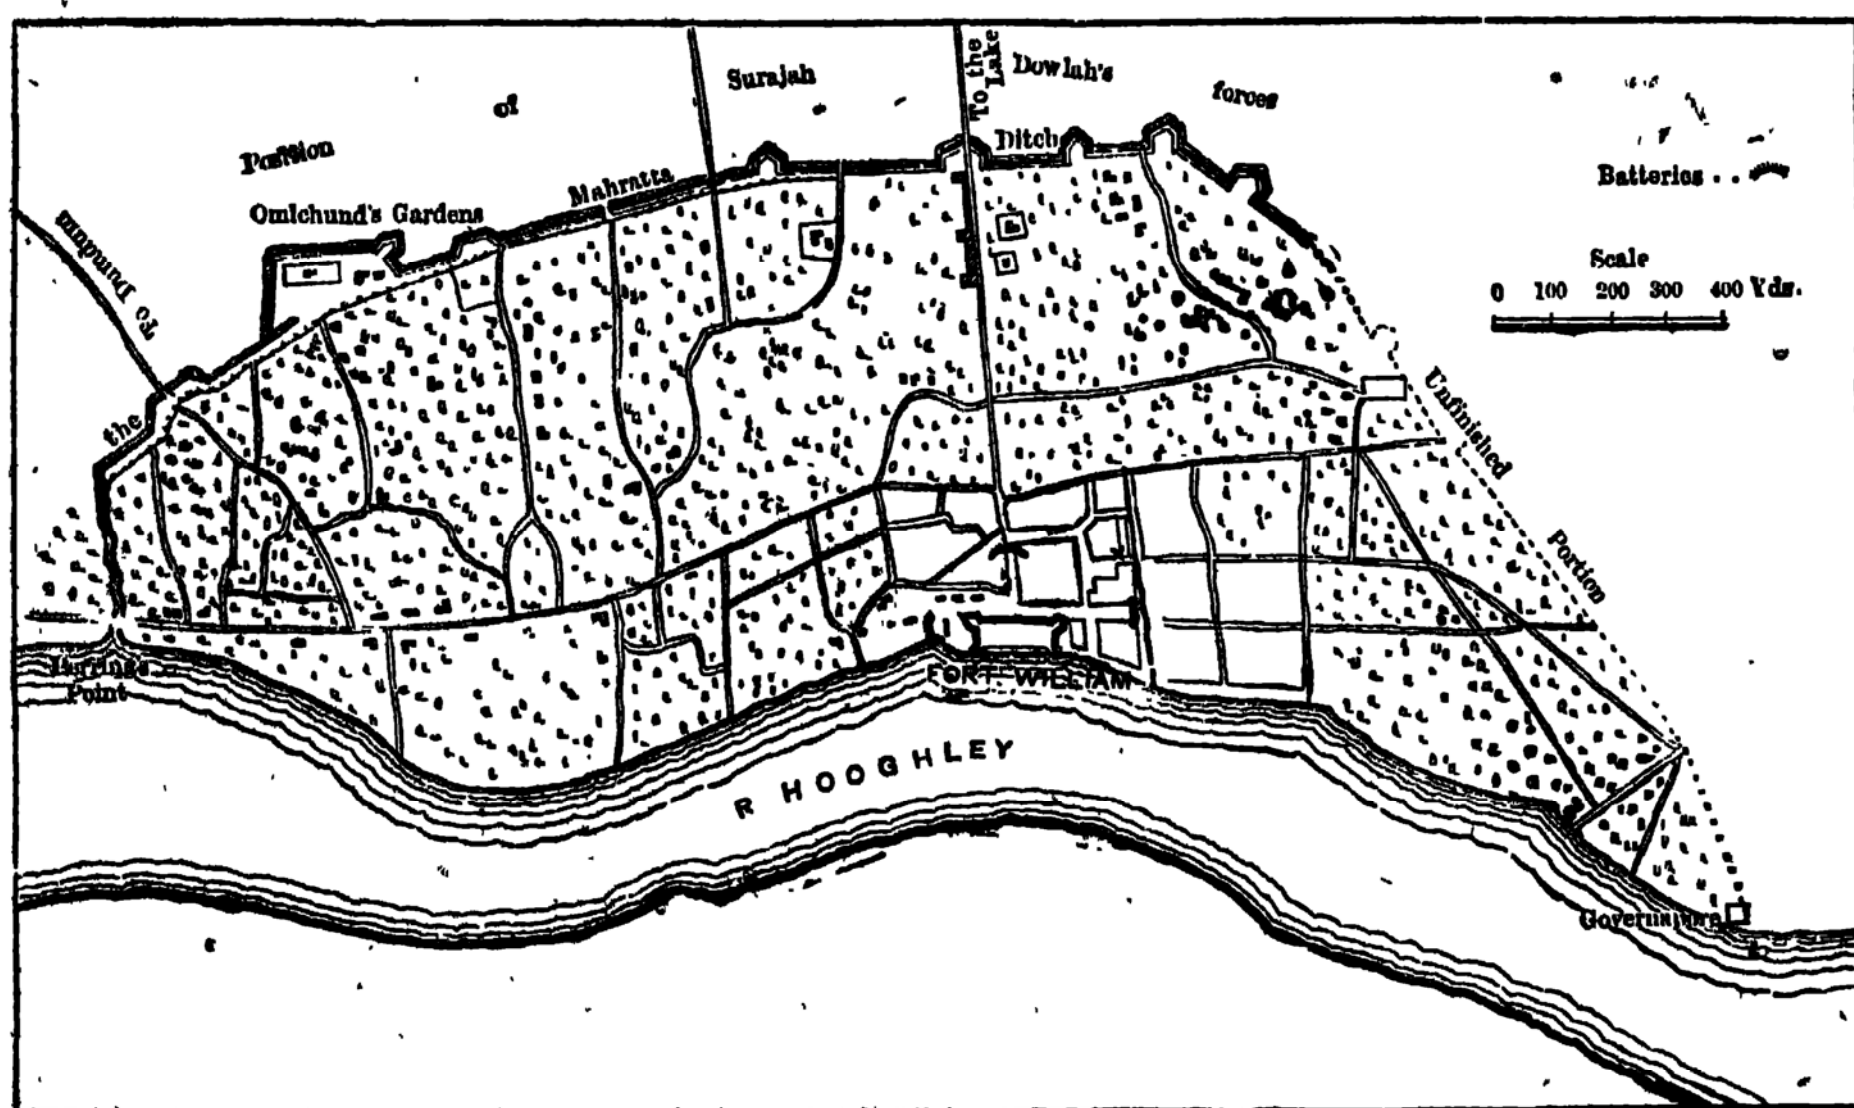 Position of Surajah Dowlah's forces
To the Lake
Mahratta Ditch
Omichund's Gardens
To Dumdum
the
Batteries
Scale
0 100 200 300 400 Yds.
Unfinished Portion
Point
FORT WILLIAM
R HOOGHLEY